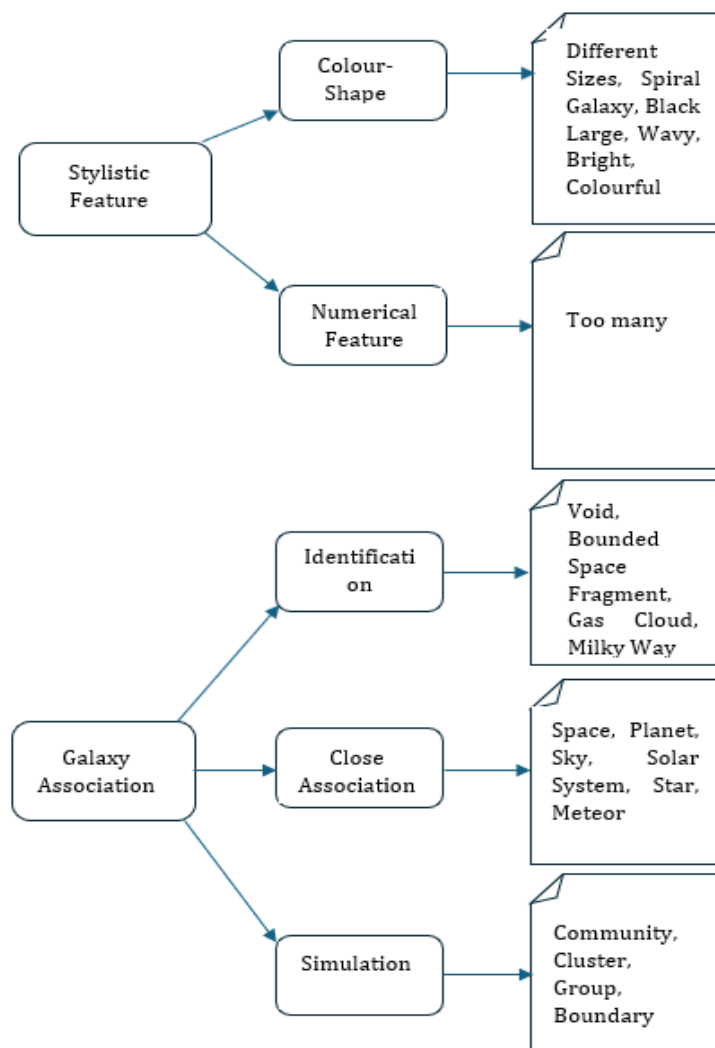 Colour-
Shape
Different
Sizes, Spiral
Galaxy, Black
Large, Wavy,
Bright,
Colourful
Stylistic
Feature
Numerical
Feature
Too many
Identificati
on
Void,
Bounded
Space
Fragment,
Gas Cloud,
Milky Way
Galaxy
Association
Close
Association
Space, Planet,
Sky, Solar
System, Star,
Meteor
Simulation
Community,
Cluster,
Group,
Boundary